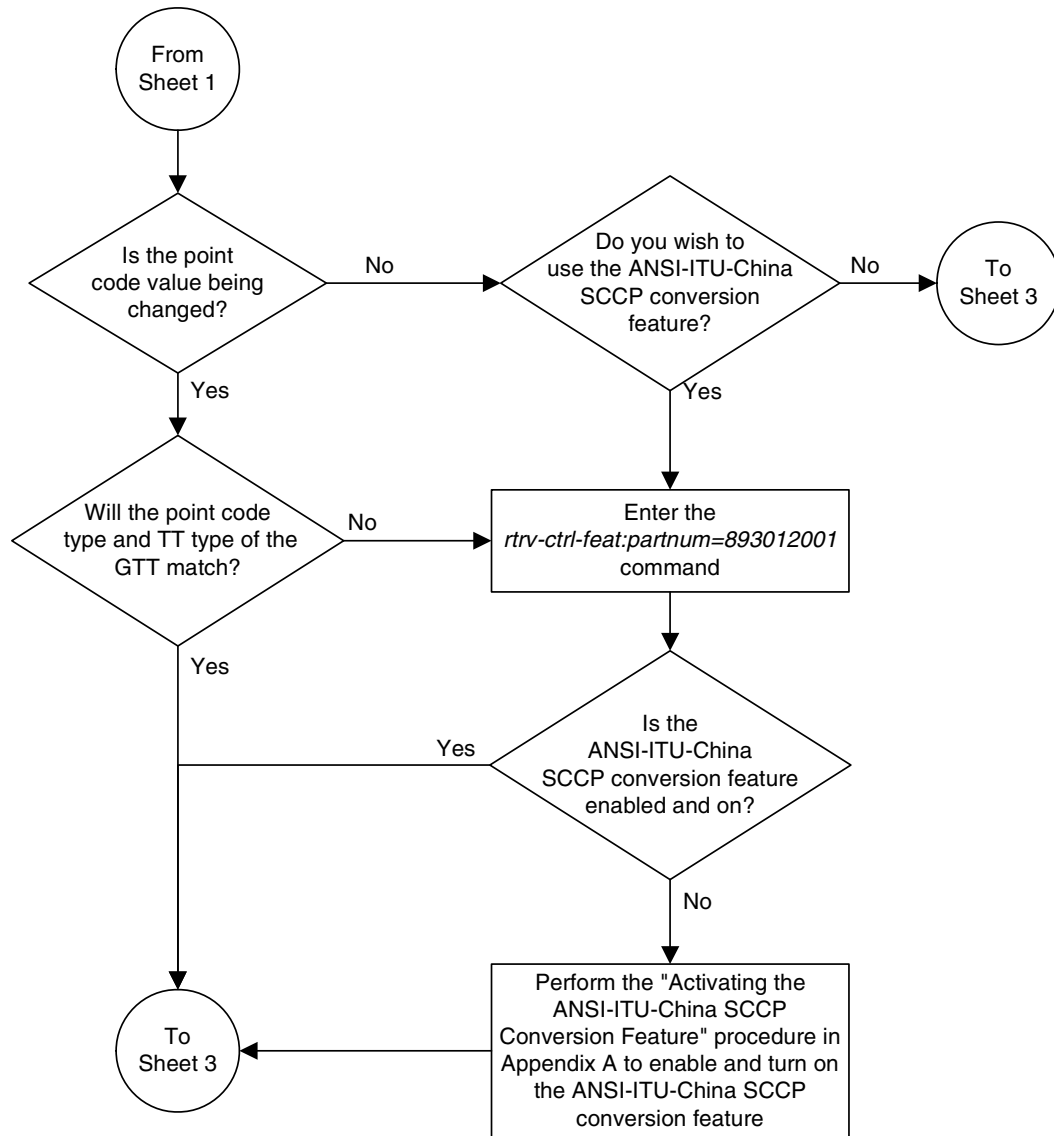 From
Sheet 1
Is the point
code value being
changed?
No
Do you wish to
use the ANSI-ITU-China
SCCP conversion
feature?
No
To
Sheet 3
Yes
Yes
Will the point code
type and TT type of the
GTT match?
No
Enter the
rtrv-ctrl-feat:partnum=893012001
command
Yes
Is the
ANSI-ITU-China
SCCP conversion feature
enabled and on?
Yes
No
Perform the "Activating the
ANSI-ITU-China SCCP
Conversion Feature" procedure in
Appendix A to enable and turn on
the ANSI-ITU-China SCCP
conversion feature
To
Sheet 3